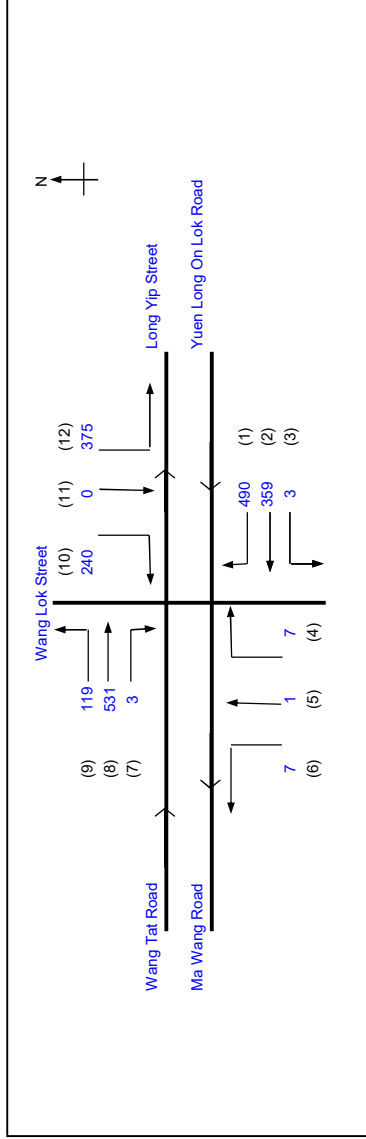 N
Wang Lok Street
(10) (11) (12)
240 0 375
Wang Tat Road
Long Yip Street
(9) 119
(8) 531
(7) 3
Ma Wang Road
Yuen Long On Lok Road
490 (1)
359 (2)
3 (3)
7 1 7
(6) (5) (4)